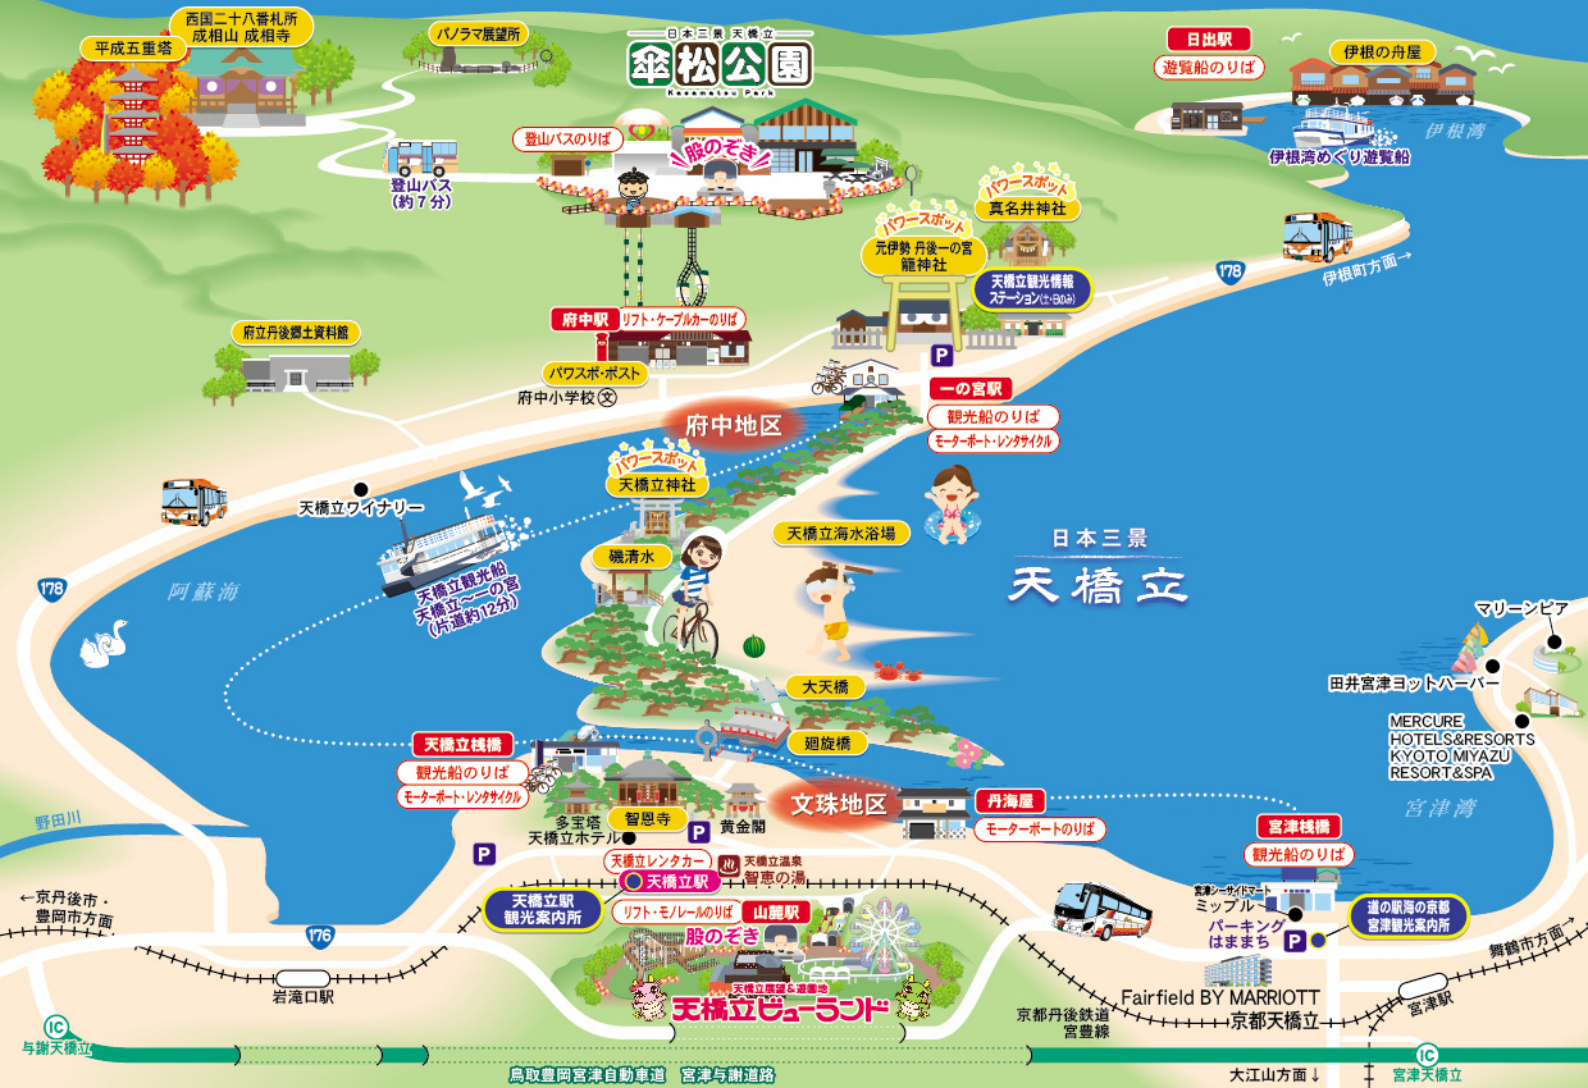 西国二十八番札所
成相山 成相寺
平成五重塔
パノラマ展望所
日本三景 天橋立
傘松公園
Kasamatsu Park
日出駅
遊覧船のりば
伊根の舟屋
伊根湾
伊根湾めぐり遊覧船
登山バスのりば
股のぞき
登山バス
(約7分)
パワースポット
真名井神社
パワースポット
元伊勢 丹後一の宮
籠神社
天橋立観光情報
ステーション(土・日のみ)
178
伊根町方面→
府中駅
リフト・ケーブルカーのりば
府立丹後郷土資料館
パワスポ・ポスト
府中小学校
文
P
一の宮駅
観光船のりば
モーターボート・レンタサイクル
府中地区
パワースポット
天橋立神社
天橋立ワイナリー
天橋立海水浴場
磯清水
日本三景
天橋立
178
阿蘇海
天橋立観光船
天橋立〜一の宮
(片道約12分)
マリーンピア
田井宮津ヨットハーバー
MERCURE
HOTELS&RESORTS
KYOTO MIYAZU
RESORT&SPA
宮津湾
大天橋
廻旋橋
天橋立桟橋
観光船のりば
モーターボート・レンタサイクル
文珠地区
丹海屋
モーターボートのりば
宮津桟橋
観光船のりば
野田川
多宝塔
智恩寺
黄金閣
天橋立ホテル
P
P
天橋立レンタカー
天橋立駅
天橋立温泉
智恵の湯
天橋立駅
観光案内所
リフト・モノレールのりば
山麓駅
股のぞき
天橋立展望&遊園地
天橋立ビューランド
宮津シーサイドマート
ミップル
パーキング
はままち
P
道の駅海の京都
宮津観光案内所
←京丹後市・
豊岡市方面
176
岩滝口駅
舞鶴市方面→
宮津駅
Fairfield BY MARRIOTT
京都天橋立
京都丹後鉄道
宮豊線
IC
与謝天橋立
鳥取豊岡宮津自動車道 宮津与謝道路
大江山方面↓
IC
宮津天橋立